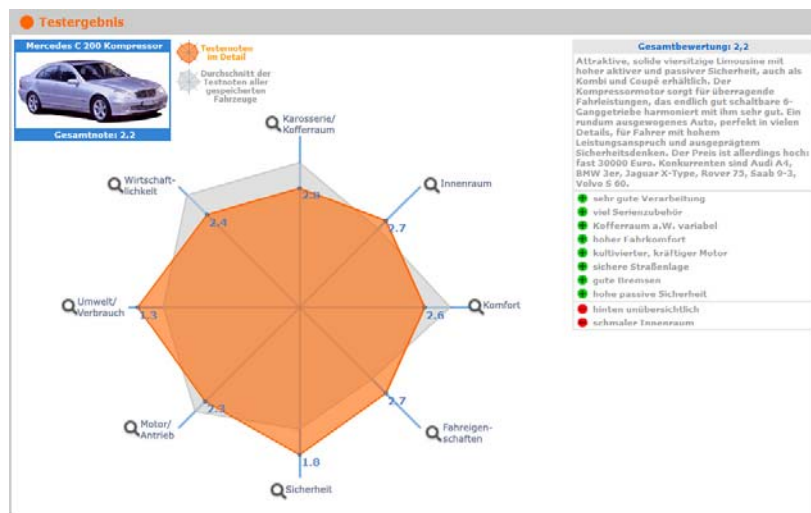 Testergebnis
Mercedes C 200 Kompressor
Gesamtnote: 2,2
Testernoten
im Detail
Durchschnitt der
Testnoten aller
gespeicherten
Fahrzeuge
Karosserie/
Kofferraum
2.8
Innenraum
2.7
Komfort
2.6
Fahreigen-
schaften
2.7
Sicherheit
1.8
Motor/
Antrieb
2.3
Umwelt/
Verbrauch
1.3
Wirtschaft-
lichkeit
2.4
Gesamtbewertung: 2,2
Attraktive, solide viersitzige Limousine mit
hoher aktiver und passiver Sicherheit, auch als
Kombi und Coupé erhältlich. Der
Kompressormotor sorgt für überragende
Fahrleistungen, das endlich gut schaltbare 6-
Ganggetriebe harmoniert mit ihm sehr gut. Ein
rundum ausgewogenes Auto, perfekt in vielen
Details, für Fahrer mit hohem
Leistungsanspruch und ausgeprägtem
Sicherheitsdenken. Der Preis ist allerdings hoch:
fast 30000 Euro. Konkurrenten sind Audi A4,
BMW 3er, Jaguar X-Type, Rover 75, Saab 9-3,
Volvo S 60.
sehr gute Verarbeitung
viel Serienzubehör
Kofferraum a.W. variabel
hoher Fahrkomfort
kultivierter, kräftiger Motor
sichere Straßenlage
gute Bremsen
hohe passive Sicherheit
hinten unübersichtlich
schmaler Innenraum